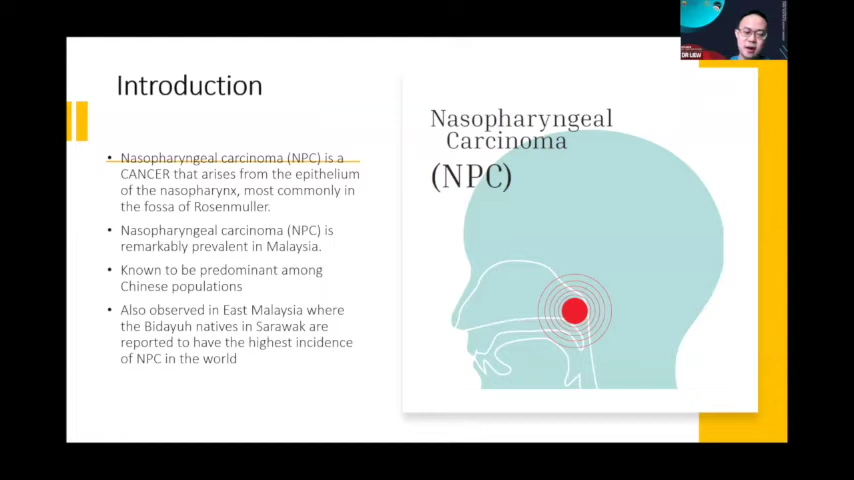 Introduction
• Nasopharyngeal carcinoma (NPC) is a
CANCER that arises from the epithelium
of the nasopharynx, most commonly in
the fossa of Rosenmuller.
• Nasopharyngeal carcinoma (NPC) is
remarkably prevalent in Malaysia.
• Known to be predominant among
Chinese populations
• Also observed in East Malaysia where
the Bidayuh natives in Sarawak are
reported to have the highest incidence
of NPC in the world
Nasopharyngeal
Carcinoma
(NPC)